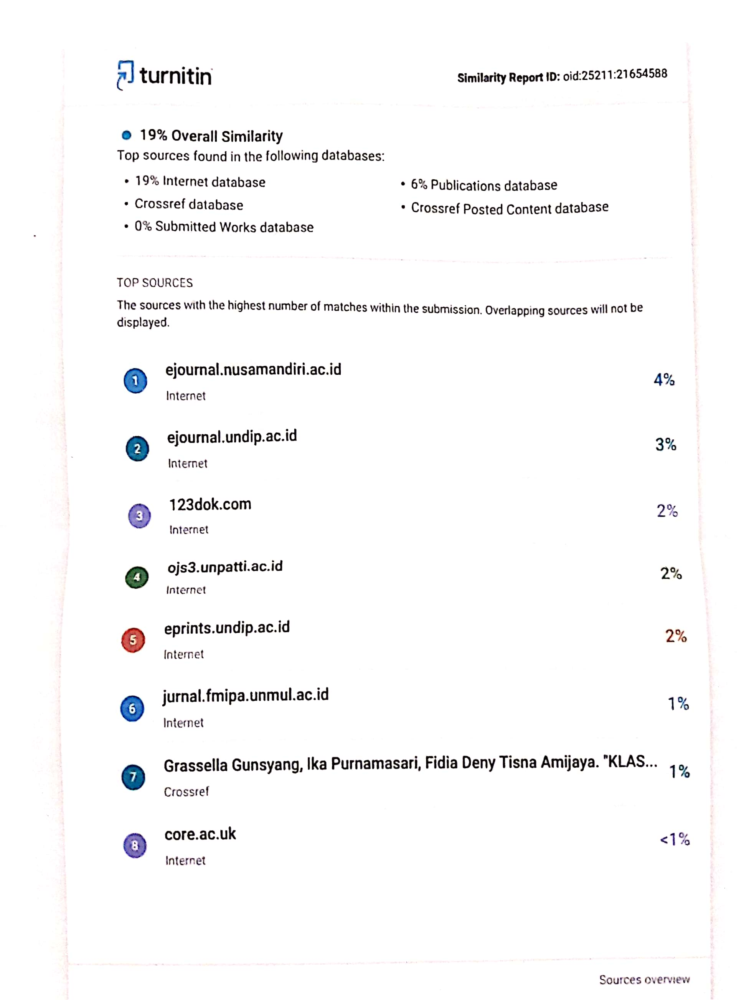 turnitin
Similarity Report ID: oid:25211:21654588
19% Overall Similarity
Top sources found in the following databases:
• 19% Internet database
• 6% Publications database
• Crossref database
• Crossref Posted Content database
• 0% Submitted Works database
TOP SOURCES
The sources with the highest number of matches within the submission. Overlapping sources will not be
displayed.
1 ejournal.nusamandiri.ac.id 4%
Internet
2 ejournal.undip.ac.id 3%
Internet
3 123dok.com 2%
Internet
4 ojs3.unpatti.ac.id 2%
Internet
5 eprints.undip.ac.id 2%
Internet
6 jurnal.fmipa.unmul.ac.id 1%
Internet
7 Grassella Gunsyang, Ika Purnamasari, Fidia Deny Tisna Amijaya. "KLAS... 1%
Crossref
8 core.ac.uk <1%
Internet
Sources overview